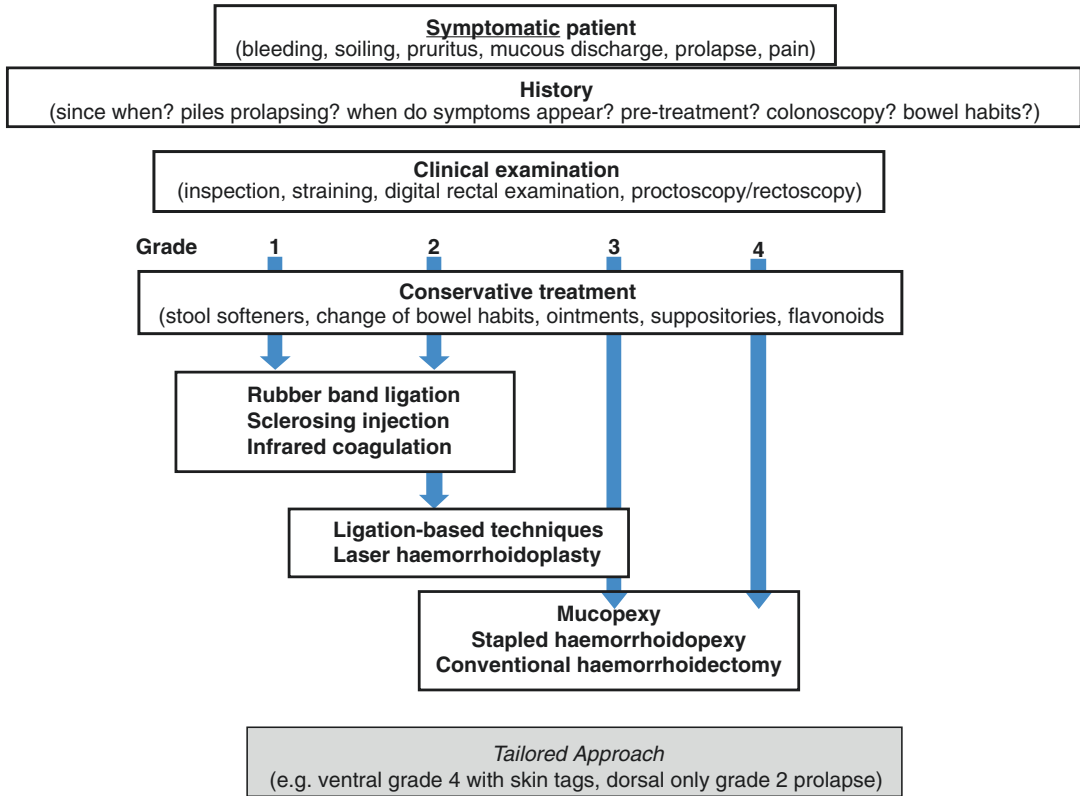 Symptomatic patient
(bleeding, soiling, pruritus, mucous discharge, prolapse, pain)
History
(since when? piles prolapsing? when do symptoms appear? pre-treatment? colonoscopy? bowel habits?)
Clinical examination
(inspection, straining, digital rectal examination, proctoscopy/rectoscopy)
Grade 1 2 3 4
Conservative treatment
(stool softeners, change of bowel habits, ointments, suppositories, flavonoids
Rubber band ligation
Sclerosing injection
Infrared coagulation
Ligation-based techniques
Laser haemorrhoidoplasty
Mucopexy
Stapled haemorrhoidopexy
Conventional haemorrhoidectomy
Tailored Approach
(e.g. ventral grade 4 with skin tags, dorsal only grade 2 prolapse)